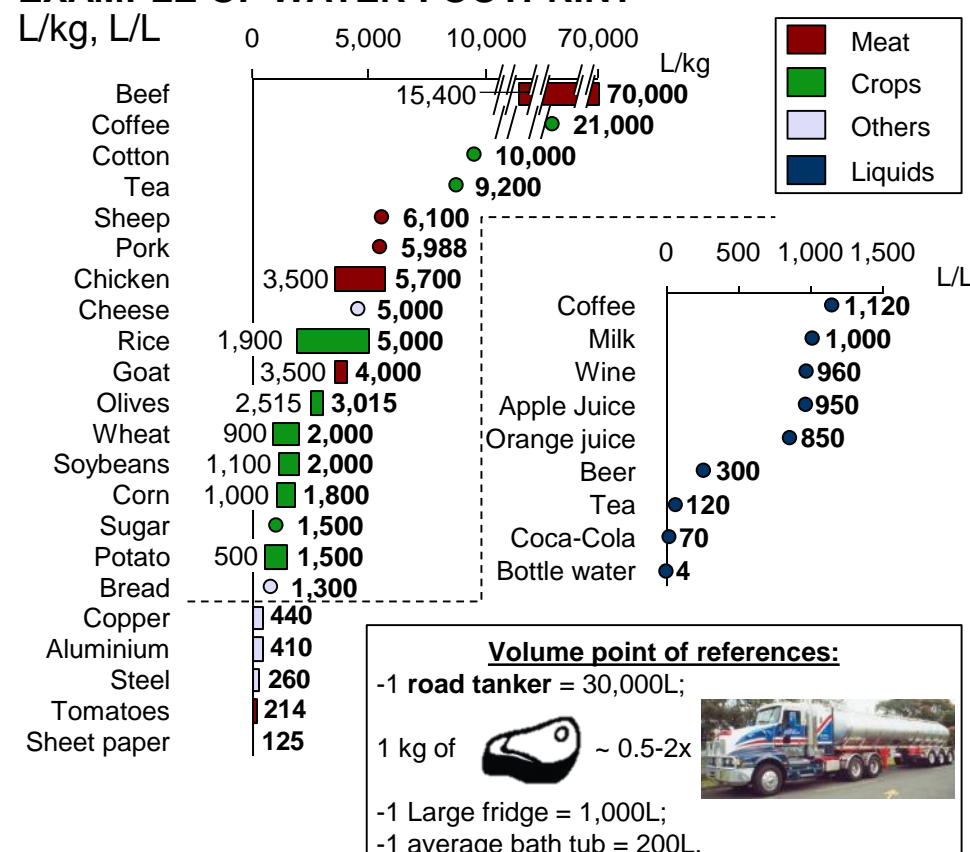 L/kg, L/L
0 5,000 10,000 70,000
L/kg
Beef 15,400 70,000
Coffee 21,000
Cotton 10,000
Tea 9,200
Sheep 6,100
Pork 5,988
Chicken 3,500 5,700
Cheese 5,000
Rice 1,900 5,000
Goat 3,500 4,000
Olives 2,515 3,015
Wheat 900 2,000
Soybeans 1,100 2,000
Corn 1,000 1,800
Sugar 1,500
Potato 500 1,500
Bread 1,300
Copper 440
Aluminium 410
Steel 260
Tomatoes 214
Sheet paper 125
Meat
Crops
Others
Liquids
0 500 1,000 1,500
L/L
Coffee 1,120
Milk 1,000
Wine 960
Apple Juice 950
Orange juice 850
Beer 300
Tea 120
Coca-Cola 70
Bottle water 4
Volume point of references:
-1 road tanker = 30,000L;
1 kg of ~ 0.5-2x
-1 Large fridge = 1,000L;
-1 average bath tub = 200L.